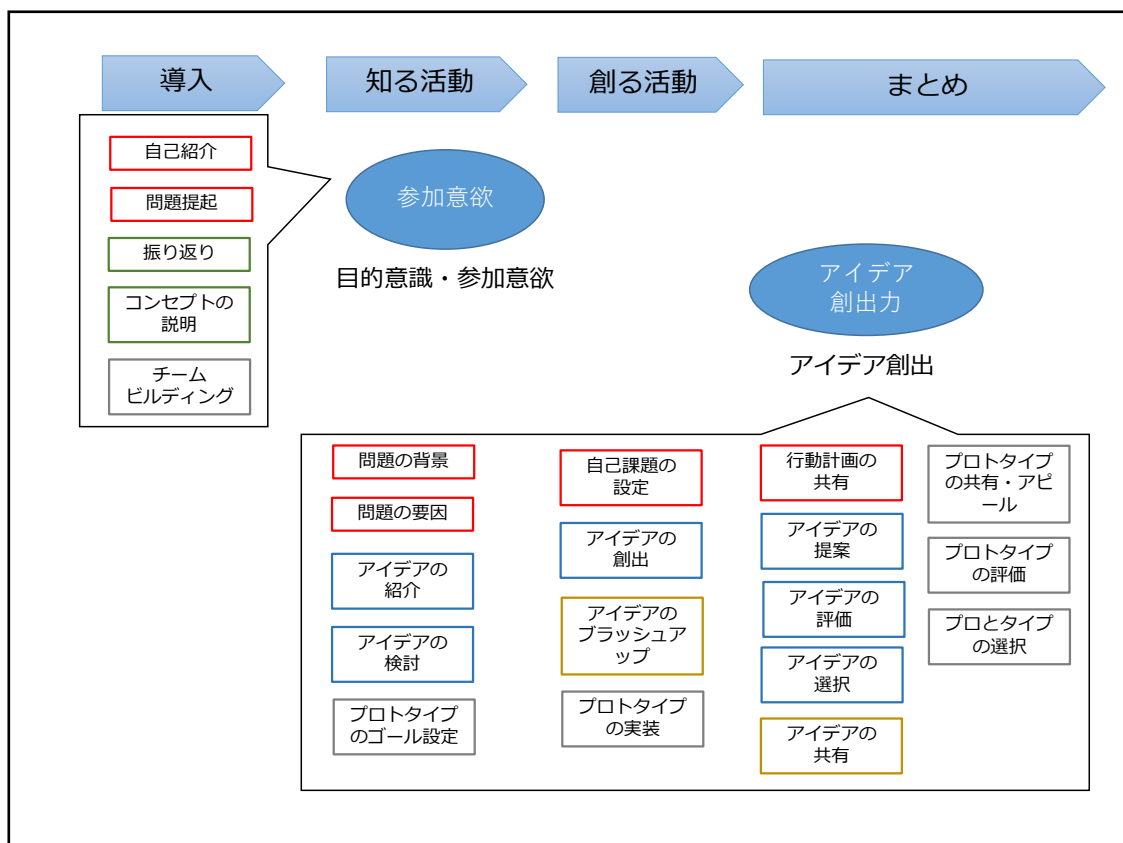 導入
知る活動
創る活動
まとめ
自己紹介
問題提起
振り返り
コンセプトの
説明
チーム
ビルディング
参加意欲
目的意識・参加意欲
アイデア
創出力
アイデア創出
問題の背景
問題の要因
アイデアの
紹介
アイデアの
検討
プロトタイプ
のゴール設定
自己課題の
設定
アイデアの
創出
アイデアの
ブラッシュア
ップ
プロトタイプ
の実装
行動計画の
共有
アイデアの
提案
アイデアの
評価
アイデアの
選択
アイデアの
共有
プロトタイプ
の共有・アピ
ール
プロトタイプ
の評価
プロとタイプ
の選択